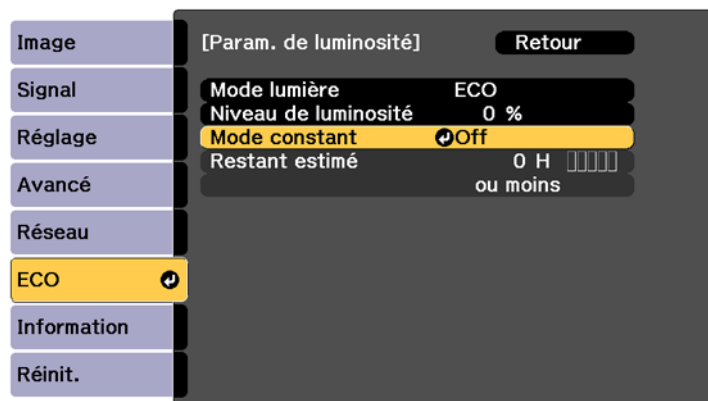 Image
Signal
Réglage
Avancé
Réseau
ECO
Information
Réinit.
[Param. de luminosité] Retour
Mode lumière ECO
Niveau de luminosité 0 %
Mode constant Off
Restant estimé 0 H
ou moins